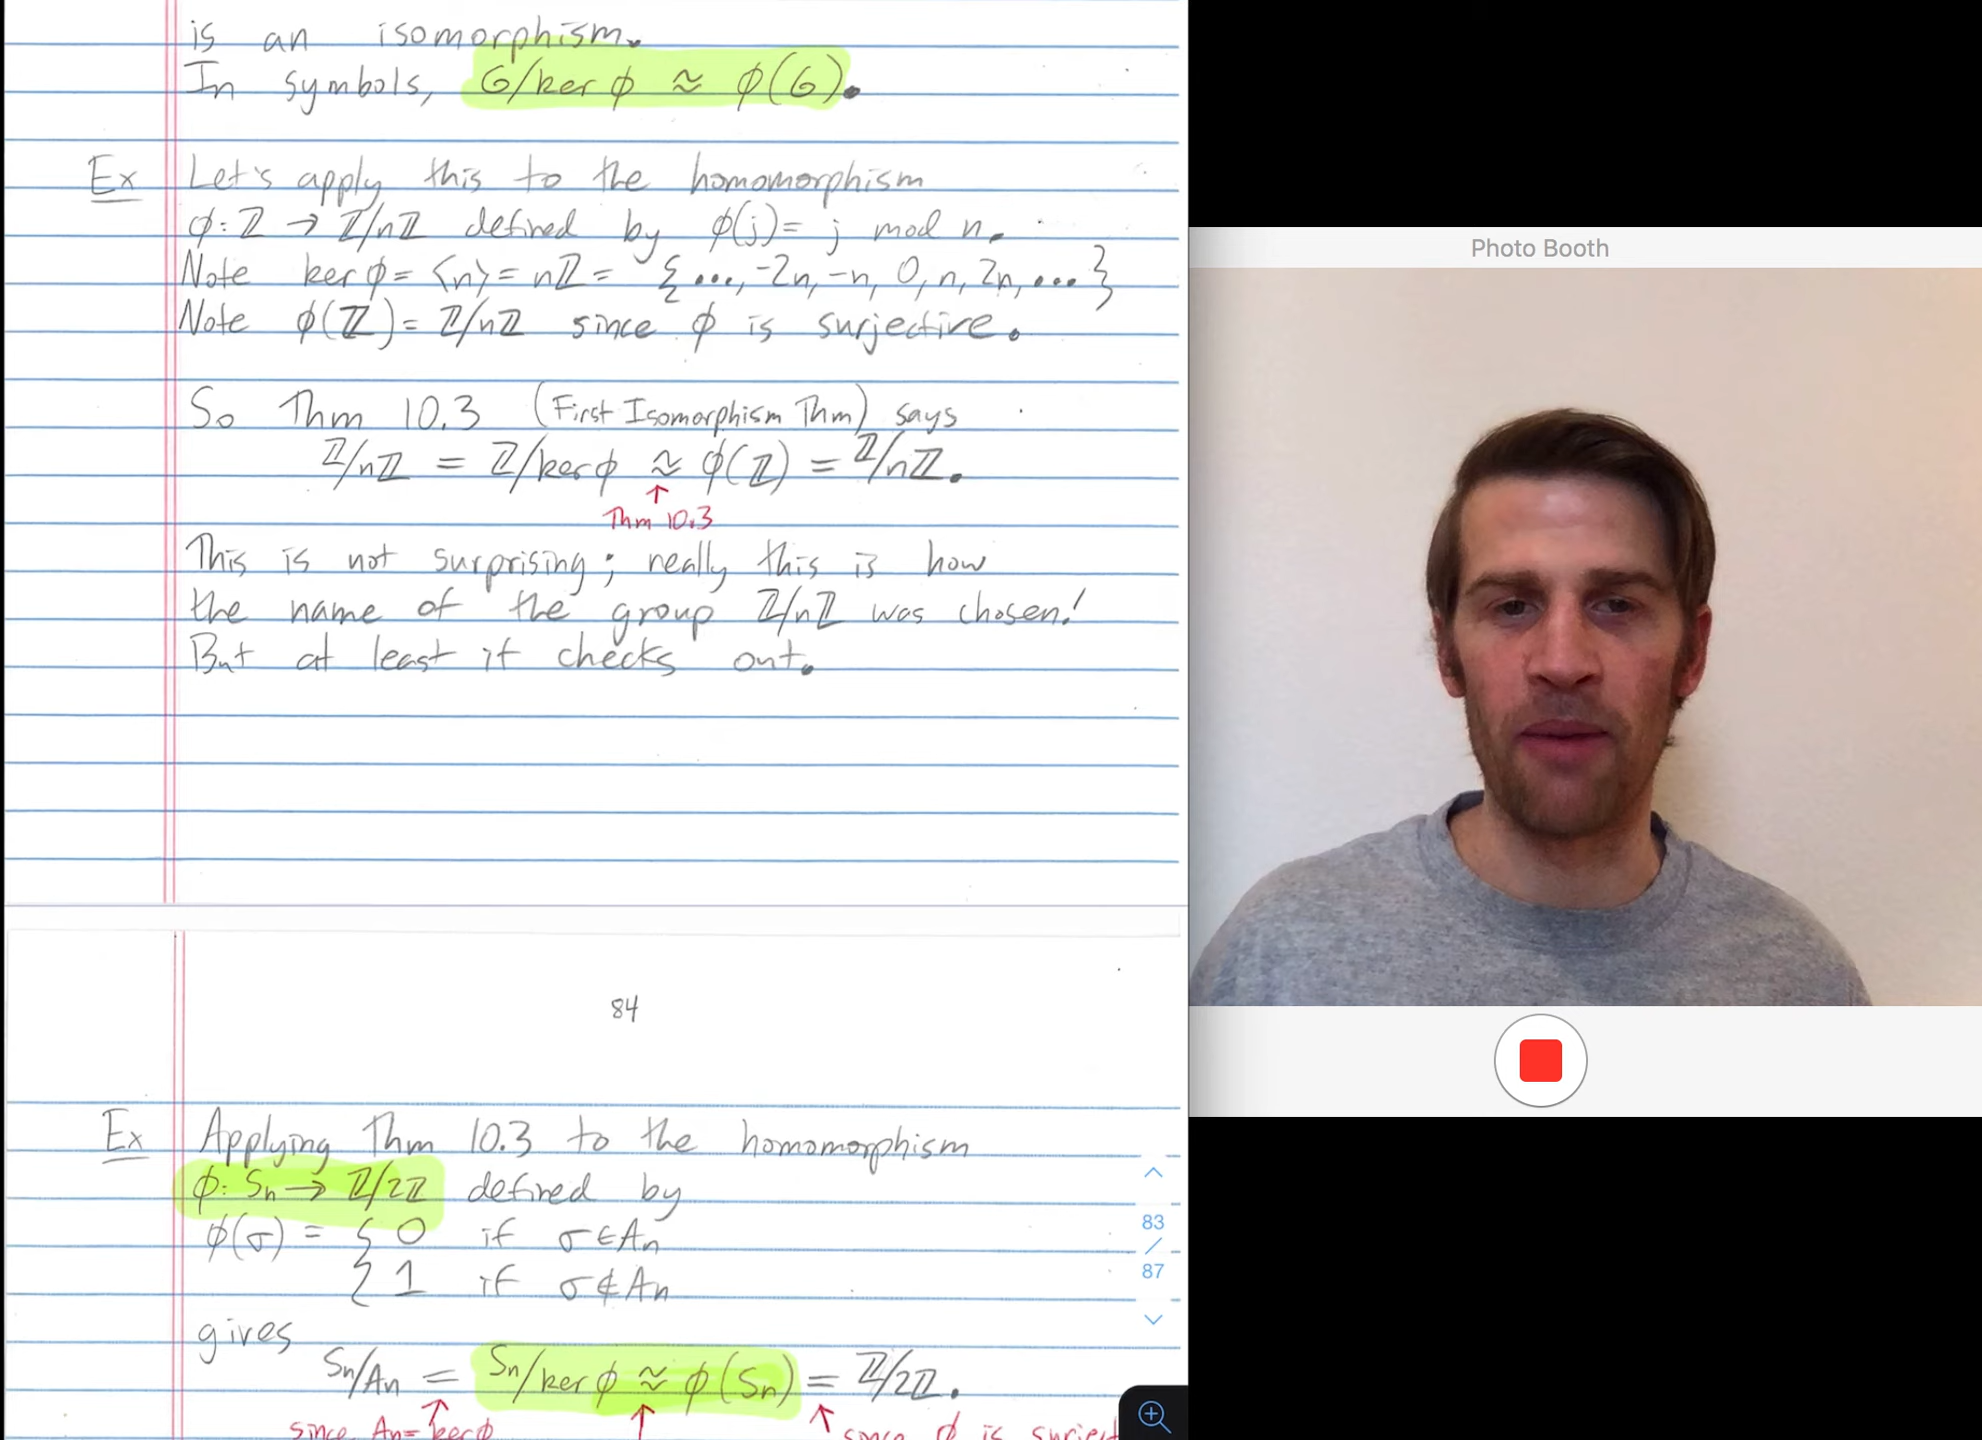 is an isomorphism.
In symbols, G/ker ϕ ≈ ϕ(G).
Ex Let's apply this to the homomorphism
ϕ: ℤ → ℤ/nℤ defined by ϕ(j) = j mod n.
Note ker ϕ = ⟨n⟩ = nℤ = {..., -2n, -n, 0, n, 2n, ...}
Note ϕ(ℤ) = ℤ/nℤ since ϕ is surjective.
So Thm 10.3 (First Isomorphism Thm) says
ℤ/nℤ = ℤ/ker ϕ ≈ ϕ(ℤ) = ℤ/nℤ.
↑
Thm 10.3
This is not surprising; really this is how
the name of the group ℤ/nℤ was chosen!
But at least it checks out.
84
Ex Applying Thm 10.3 to the homomorphism
ϕ: Sn → ℤ/2ℤ defined by
ϕ(σ) = { 0 if σ ∈ An
{ 1 if σ ∉ An
gives
Sn/An = Sn/ker ϕ ≈ ϕ(Sn) = ℤ/2ℤ.
↑ ↑ ↑
since An = ker ϕ since ϕ is surject
Photo Booth
83
/
87